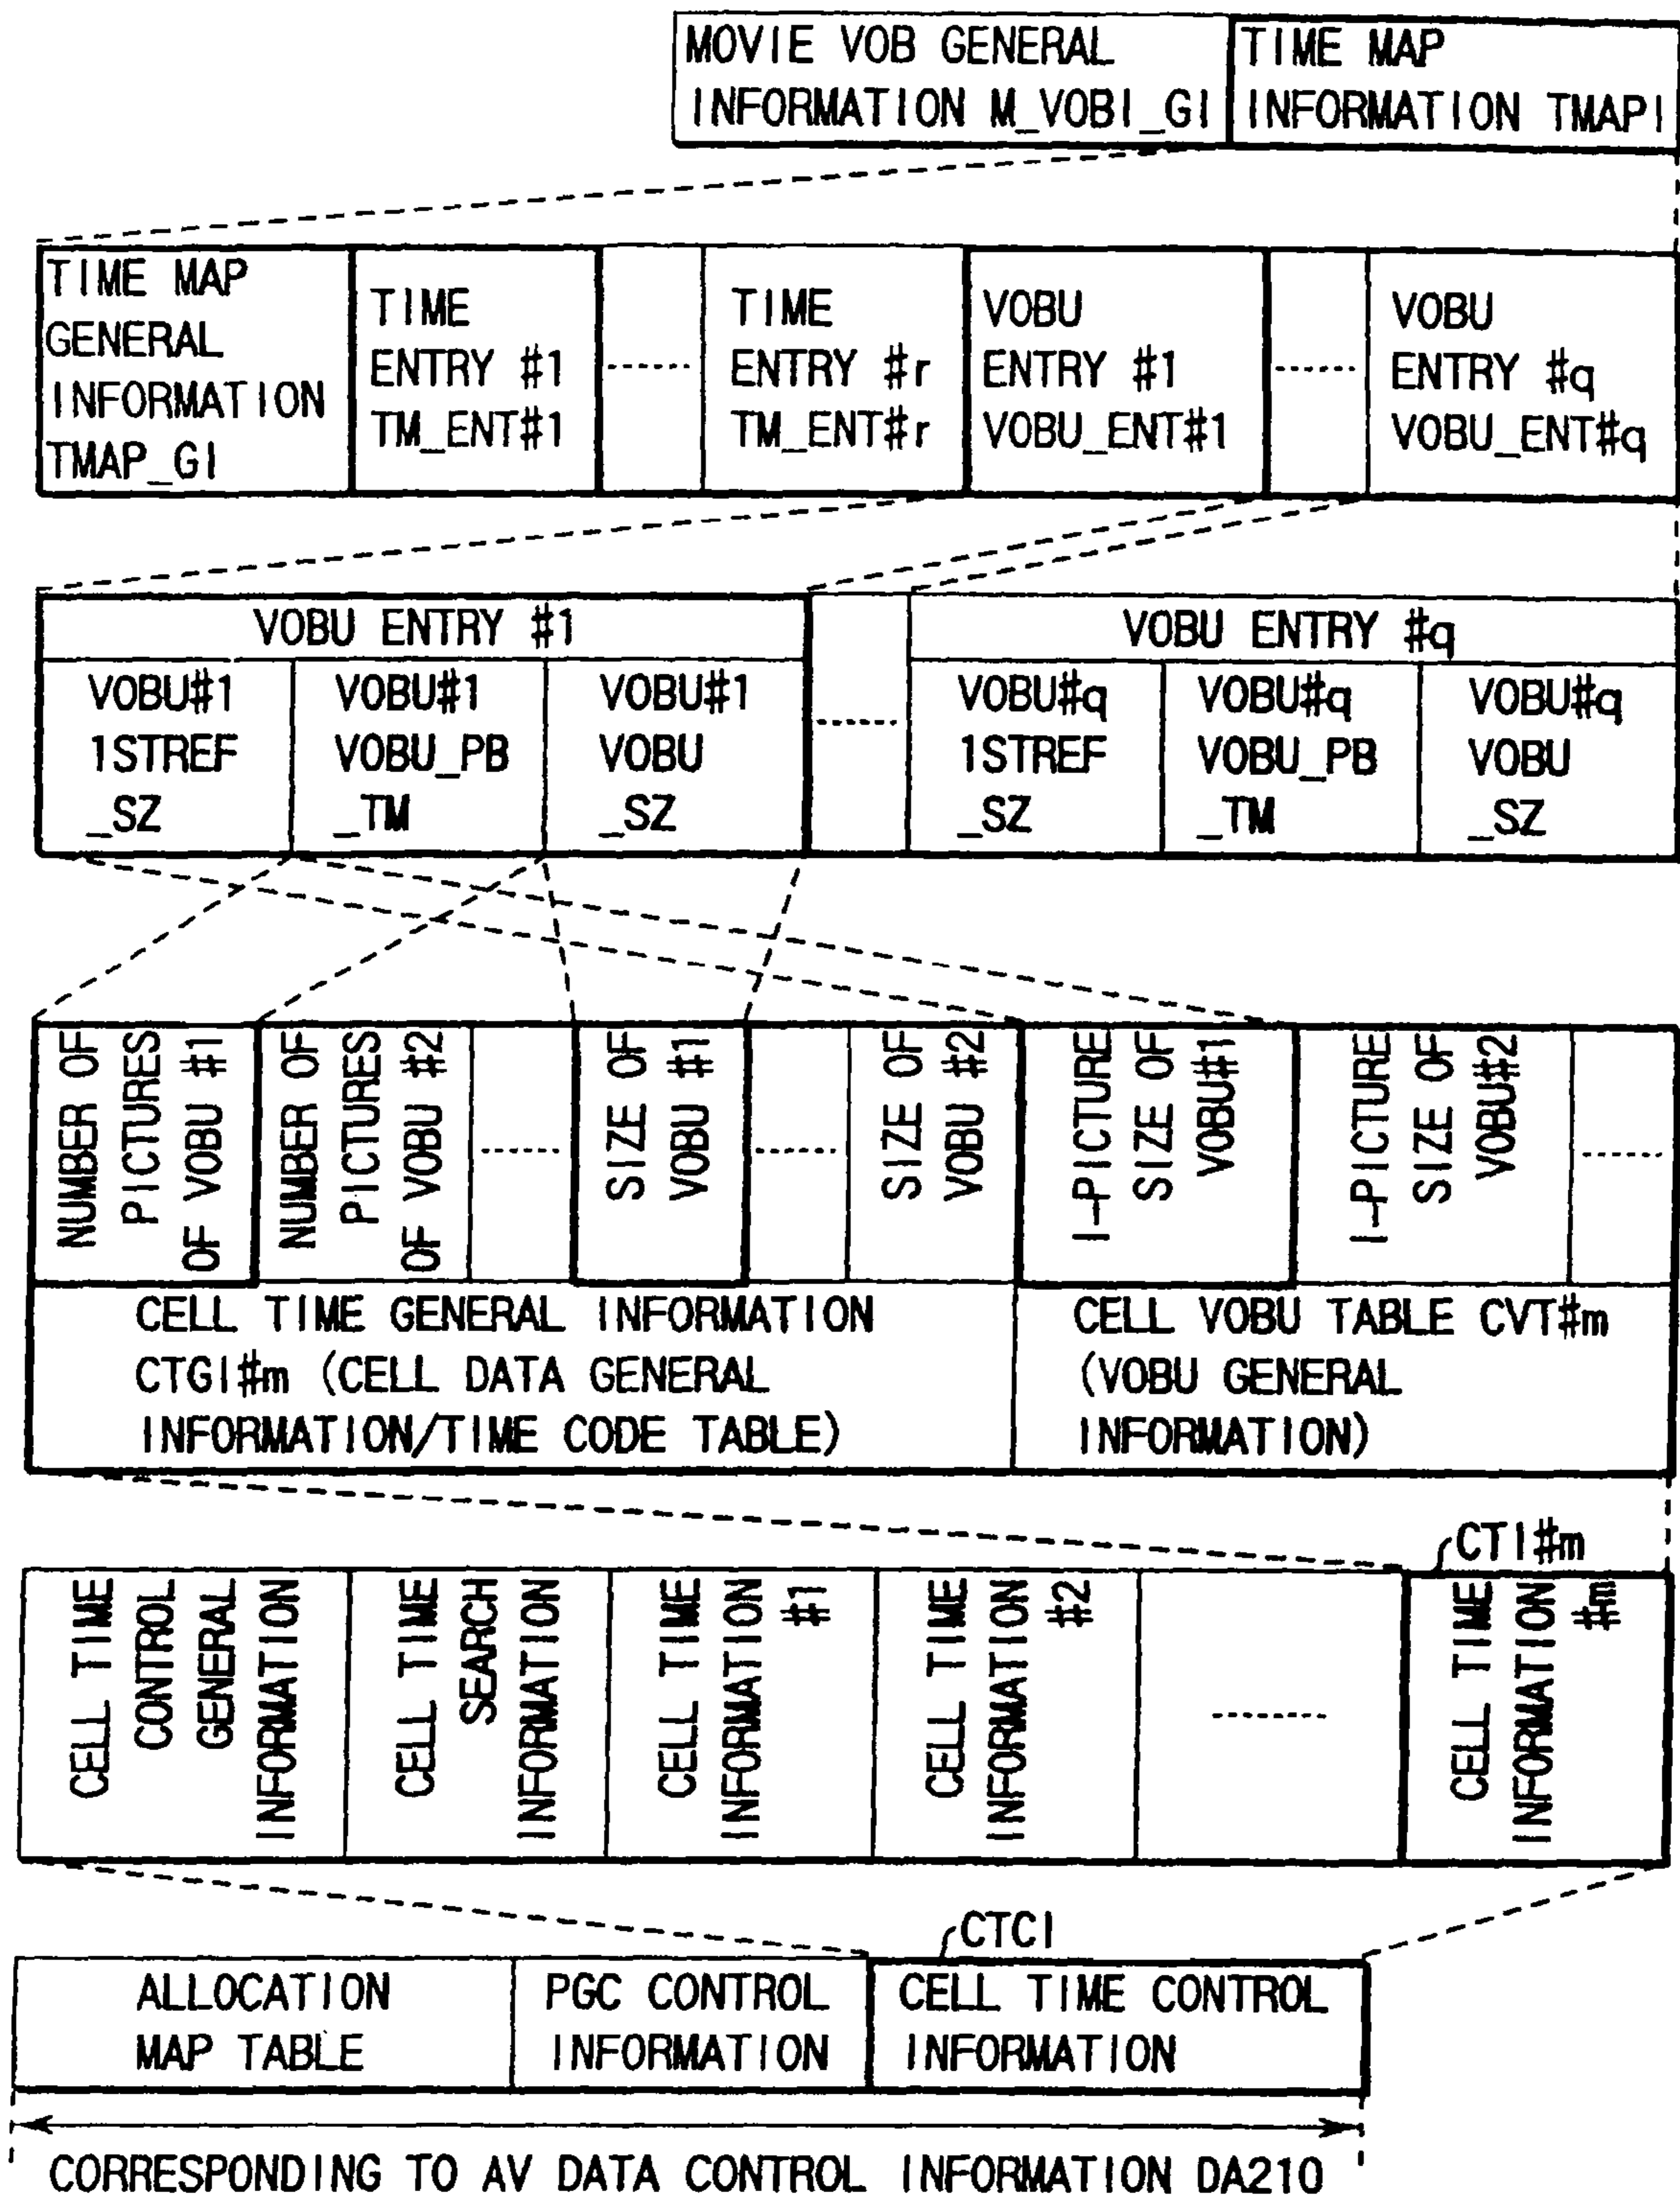 MOVIE VOB GENERAL
INFORMATION M_VOBI_GI
TIME MAP
INFORMATION TMAPI
TIME MAP
GENERAL
INFORMATION
TMAP_GI
TIME
ENTRY #1
TM_ENT#1
TIME
ENTRY #r
TM_ENT#r
VOBU
ENTRY #1
VOBU_ENT#1
VOBU
ENTRY #q
VOBU_ENT#q
VOBU ENTRY #1
VOBU#1
1STREF
_SZ
VOBU#1
VOBU_PB
_TM
VOBU#1
VOBU
_SZ
VOBU ENTRY #q
VOBU#q
1STREF
_SZ
VOBU#q
VOBU_PB
_TM
VOBU#q
VOBU
_SZ
NUMBER OF
PICTURES
OF VOBU #1
NUMBER OF
PICTURES
OF VOBU #2
SIZE OF
VOBU #1
SIZE OF
VOBU #2
I-PICTURE
SIZE OF
VOBU#1
I-PICTURE
SIZE OF
VOBU#2
CELL TIME GENERAL INFORMATION
CTGI#m (CELL DATA GENERAL
INFORMATION/TIME CODE TABLE)
CELL VOBU TABLE CVT#m
(VOBU GENERAL
INFORMATION)
CTI#m
CELL TIME
CONTROL
GENERAL
INFORMATION
CELL TIME
SEARCH
INFORMATION
CELL TIME
INFORMATION
#1
CELL TIME
INFORMATION
#2
CELL TIME
INFORMATION
#m
CTCI
ALLOCATION
MAP TABLE
PGC CONTROL
INFORMATION
CELL TIME CONTROL
INFORMATION
CORRESPONDING TO AV DATA CONTROL INFORMATION DA210